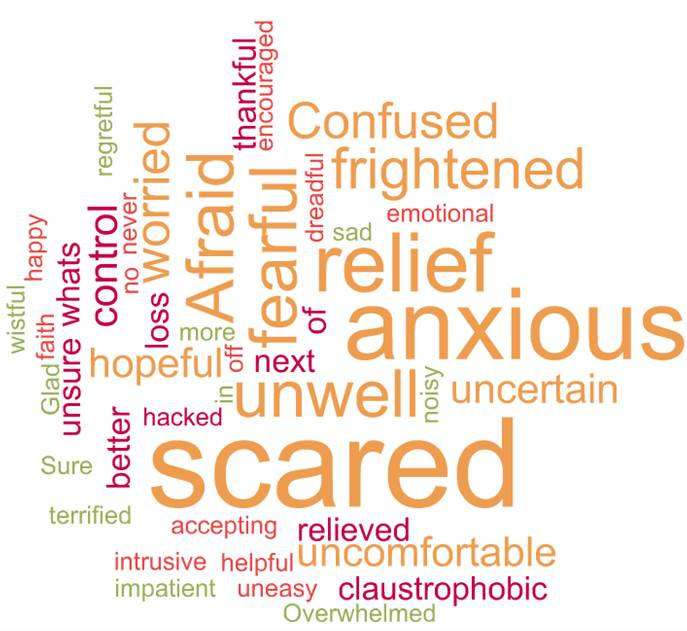 thankful
encouraged
regretful
Confused
worried
Afraid
fearful
dreadful
frightened
emotional
sad
never
no
control
happy
whats
unsure
wistful
faith
Glad
loss
more
relief
of
anxious
hopeful
off
next
in
unwell
noisy
uncertain
hacked
better
scared
Sure
terrified
accepting
relieved
intrusive
helpful
uncomfortable
impatient
uneasy
claustrophobic
Overwhelmed